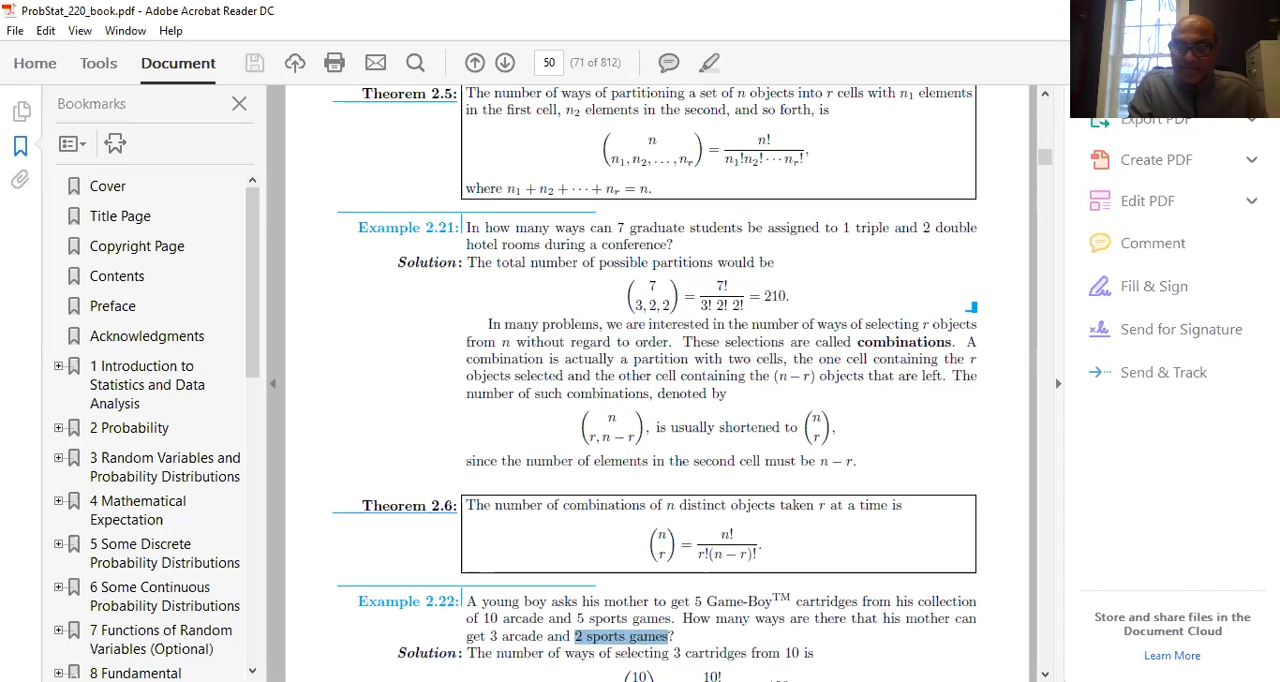 ProbStat_220_book.pdf - Adobe Acrobat Reader DC
File Edit View Window Help
Home Tools Document 50 (71 of 812)
Bookmarks
Cover
Title Page
Copyright Page
Contents
Preface
Acknowledgments
1 Introduction to
Statistics and Data
Analysis
2 Probability
3 Random Variables and
Probability Distributions
4 Mathematical
Expectation
5 Some Discrete
Probability Distributions
6 Some Continuous
Probability Distributions
7 Functions of Random
Variables (Optional)
8 Fundamental
Theorem 2.5: The number of ways of partitioning a set of n objects into r cells with n₁ elements
in the first cell, n₂ elements in the second, and so forth, is
(n
n₁, n₂, . . . , nᵣ) = n! / n₁!n₂! · · · nᵣ!,
where n₁ + n₂ + · · · + nᵣ = n.
Example 2.21: In how many ways can 7 graduate students be assigned to 1 triple and 2 double
hotel rooms during a conference?
Solution: The total number of possible partitions would be
(7
3, 2, 2) = 7! / 3! 2! 2! = 210.
In many problems, we are interested in the number of ways of selecting r objects
from n without regard to order. These selections are called combinations. A
combination is actually a partition with two cells, the one cell containing the r
objects selected and the other cell containing the (n − r) objects that are left. The
number of such combinations, denoted by
(n
r, n − r), is usually shortened to (n
r),
since the number of elements in the second cell must be n − r.
Theorem 2.6: The number of combinations of n distinct objects taken r at a time is
(n
r) = n! / r!(n − r)!.
Example 2.22: A young boy asks his mother to get 5 Game-Boy™ cartridges from his collection
of 10 arcade and 5 sports games. How many ways are there that his mother can
get 3 arcade and 2 sports games?
Solution: The number of ways of selecting 3 cartridges from 10 is
(10) 10!
Export PDF
Create PDF
Edit PDF
Comment
Fill & Sign
Send for Signature
Send & Track
Store and share files in the
Document Cloud
Learn More